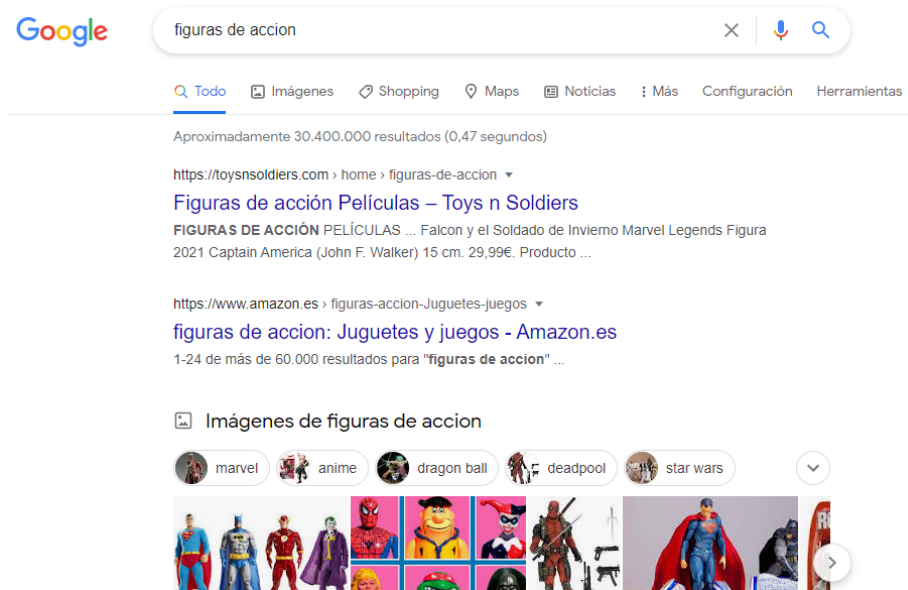 Google
figuras de accion
Todo Imágenes Shopping Maps Noticias Más Configuración Herramientas
Aproximadamente 30.400.000 resultados (0,47 segundos)
https://toysnsoldiers.com › home › figuras-de-accion
Figuras de acción Películas – Toys n Soldiers
FIGURAS DE ACCIÓN PELÍCULAS ... Falcon y el Soldado de Invierno Marvel Legends Figura
2021 Captain America (John F. Walker) 15 cm. 29,99€. Producto ...
https://www.amazon.es › figuras-accion-Juguetes-juegos
figuras de accion: Juguetes y juegos - Amazon.es
1-24 de más de 60.000 resultados para "figuras de accion" ...
Imágenes de figuras de accion
marvel anime dragon ball deadpool star wars